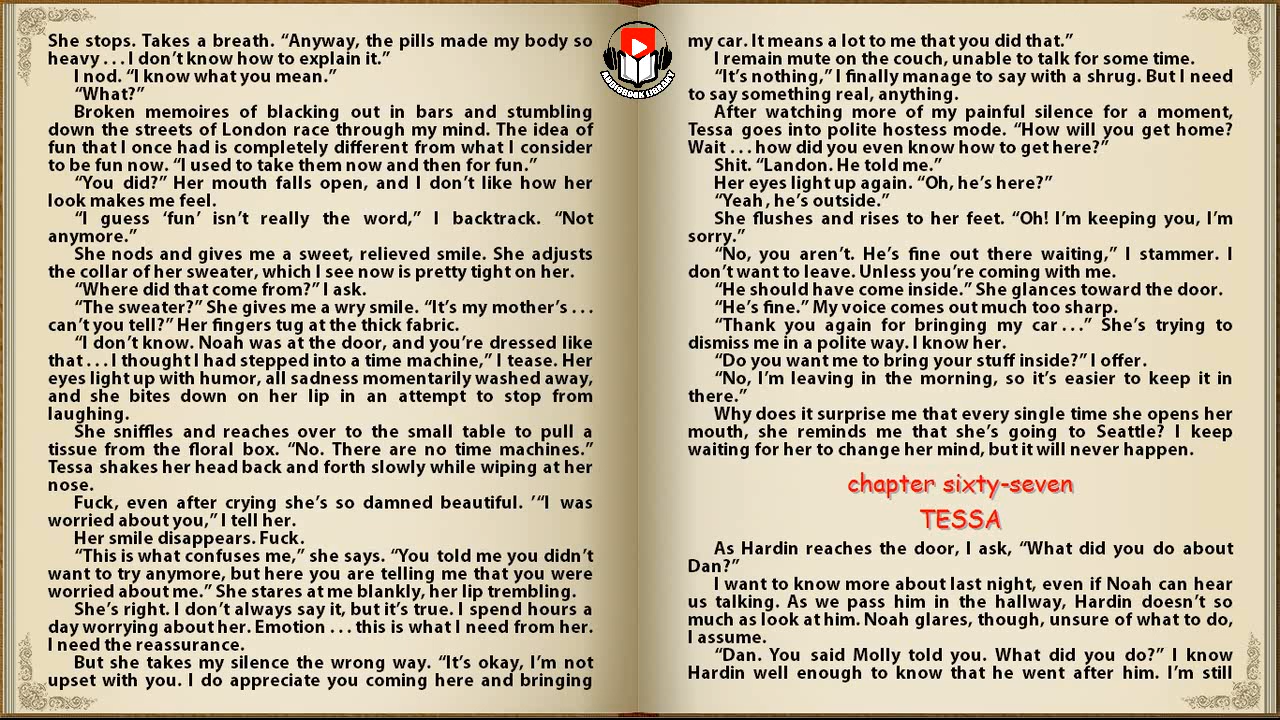 She stops. Takes a breath. “Anyway, the pills made my body so
heavy . . . I don’t know how to explain it.”
I nod. “I know what you mean.”
“What?”
Broken memoires of blacking out in bars and stumbling
down the streets of London race through my mind. The idea of
fun that I once had is completely different from what I consider
to be fun now. “I used to take them now and then for fun.”
“You did?” Her mouth falls open, and I don’t like how her
look makes me feel.
“I guess ‘fun’ isn’t really the word,” I backtrack. “Not
anymore.”
She nods and gives me a sweet, relieved smile. She adjusts
the collar of her sweater, which I see now is pretty tight on her.
“Where did that come from?” I ask.
“The sweater?” She gives me a wry smile. “It’s my mother’s . . .
can’t you tell?” Her fingers tug at the thick fabric.
“I don’t know. Noah was at the door, and you’re dressed like
that . . . I thought I had stepped into a time machine,” I tease. Her
eyes light up with humor, all sadness momentarily washed away,
and she bites down on her lip in an attempt to stop from
laughing.
She sniffles and reaches over to the small table to pull a
tissue from the floral box. “No. There are no time machines.”
Tessa shakes her head back and forth slowly while wiping at her
nose.
Fuck, even after crying she’s so damned beautiful. ’“I was
worried about you,” I tell her.
Her smile disappears. Fuck.
“This is what confuses me,” she says. “You told me you didn’t
want to try anymore, but here you are telling me that you were
worried about me.” She stares at me blankly, her lip trembling.
She’s right. I don’t always say it, but it’s true. I spend hours a
day worrying about her. Emotion . . . this is what I need from her.
I need the reassurance.
But she takes my silence the wrong way. “It’s okay, I’m not
upset with you. I do appreciate you coming here and bringing
AUDIOBOOK LIBRARY
my car. It means a lot to me that you did that.”
I remain mute on the couch, unable to talk for some time.
“It’s nothing,” I finally manage to say with a shrug. But I need
to say something real, anything.
After watching more of my painful silence for a moment,
Tessa goes into polite hostess mode. “How will you get home?
Wait . . . how did you even know how to get here?”
Shit. “Landon. He told me.”
Her eyes light up again. “Oh, he’s here?”
“Yeah, he’s outside.”
She flushes and rises to her feet. “Oh! I’m keeping you, I’m
sorry.”
“No, you aren’t. He’s fine out there waiting,” I stammer. I
don’t want to leave. Unless you’re coming with me.
“He should have come inside.” She glances toward the door.
“He’s fine.” My voice comes out much too sharp.
“Thank you again for bringing my car . . .” She’s trying to
dismiss me in a polite way. I know her.
“Do you want me to bring your stuff inside?” I offer.
“No, I’m leaving in the morning, so it’s easier to keep it in
there.”
Why does it surprise me that every single time she opens her
mouth, she reminds me that she’s going to Seattle? I keep
waiting for her to change her mind, but it will never happen.
chapter sixty-seven
TESSA
As Hardin reaches the door, I ask, “What did you do about
Dan?”
I want to know more about last night, even if Noah can hear
us talking. As we pass him in the hallway, Hardin doesn’t so
much as look at him. Noah glares, though, unsure of what to do,
I assume.
“Dan. You said Molly told you. What did you do?” I know
Hardin well enough to know that he went after him. I’m still